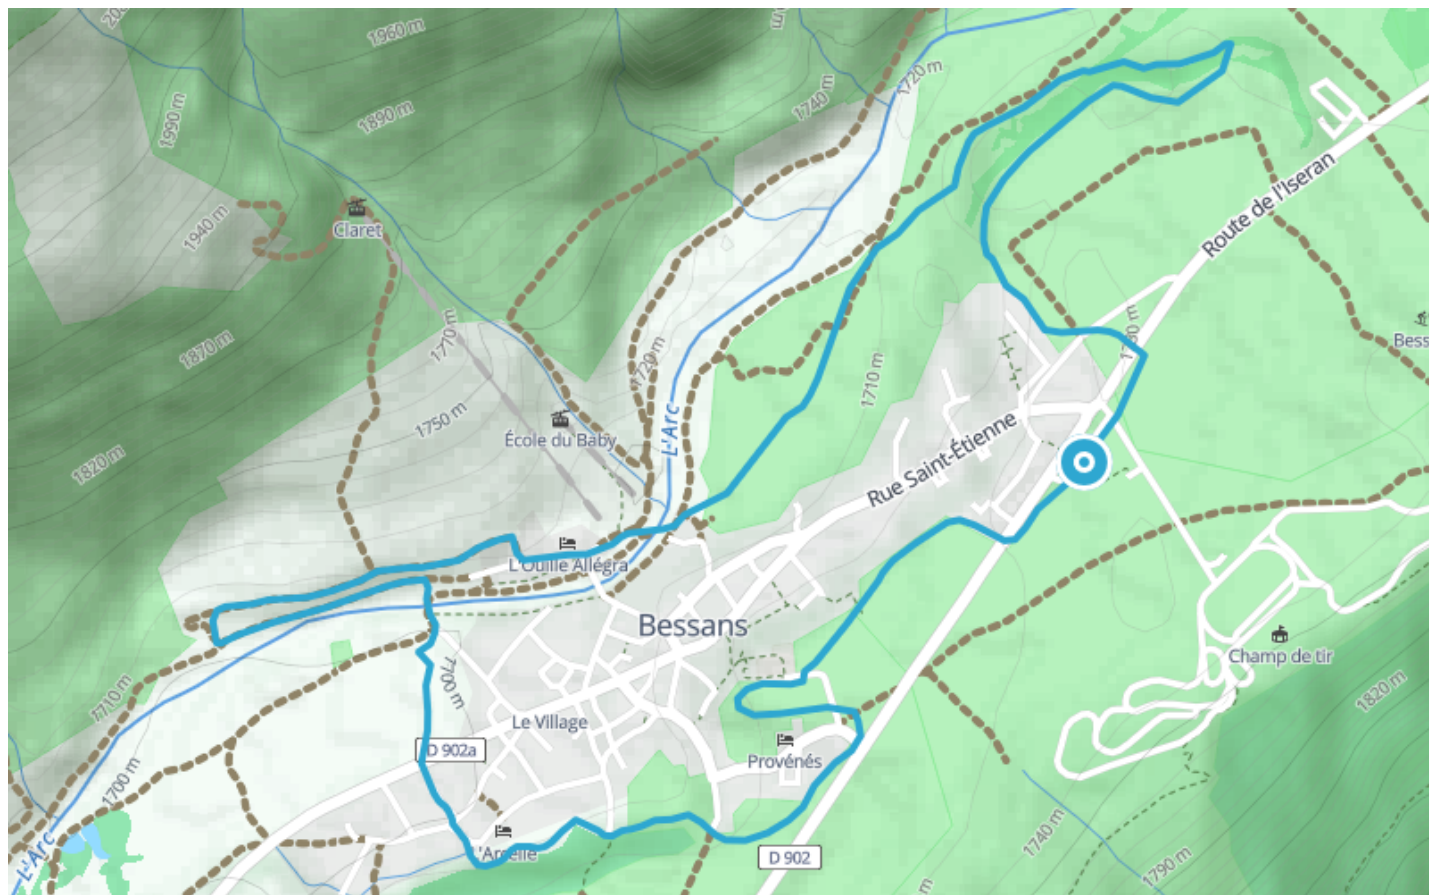 1960 m
1720 m
1740 m
1990 m
1890 m
Route de l'Iseran
1940 m
Claret
1770 m
1870 m
1720 m
1710 m
Bess
1750 m
L'Arc
École du Baby
1820 m
Rue Saint-Étienne
L'Ouille Allégra
Bessans
Champ de tir
1710 m
1700 m
1820 m
Le Village
D 902a
Provénés
1700 m
1740 m
L'Arc
D 902
1790 m